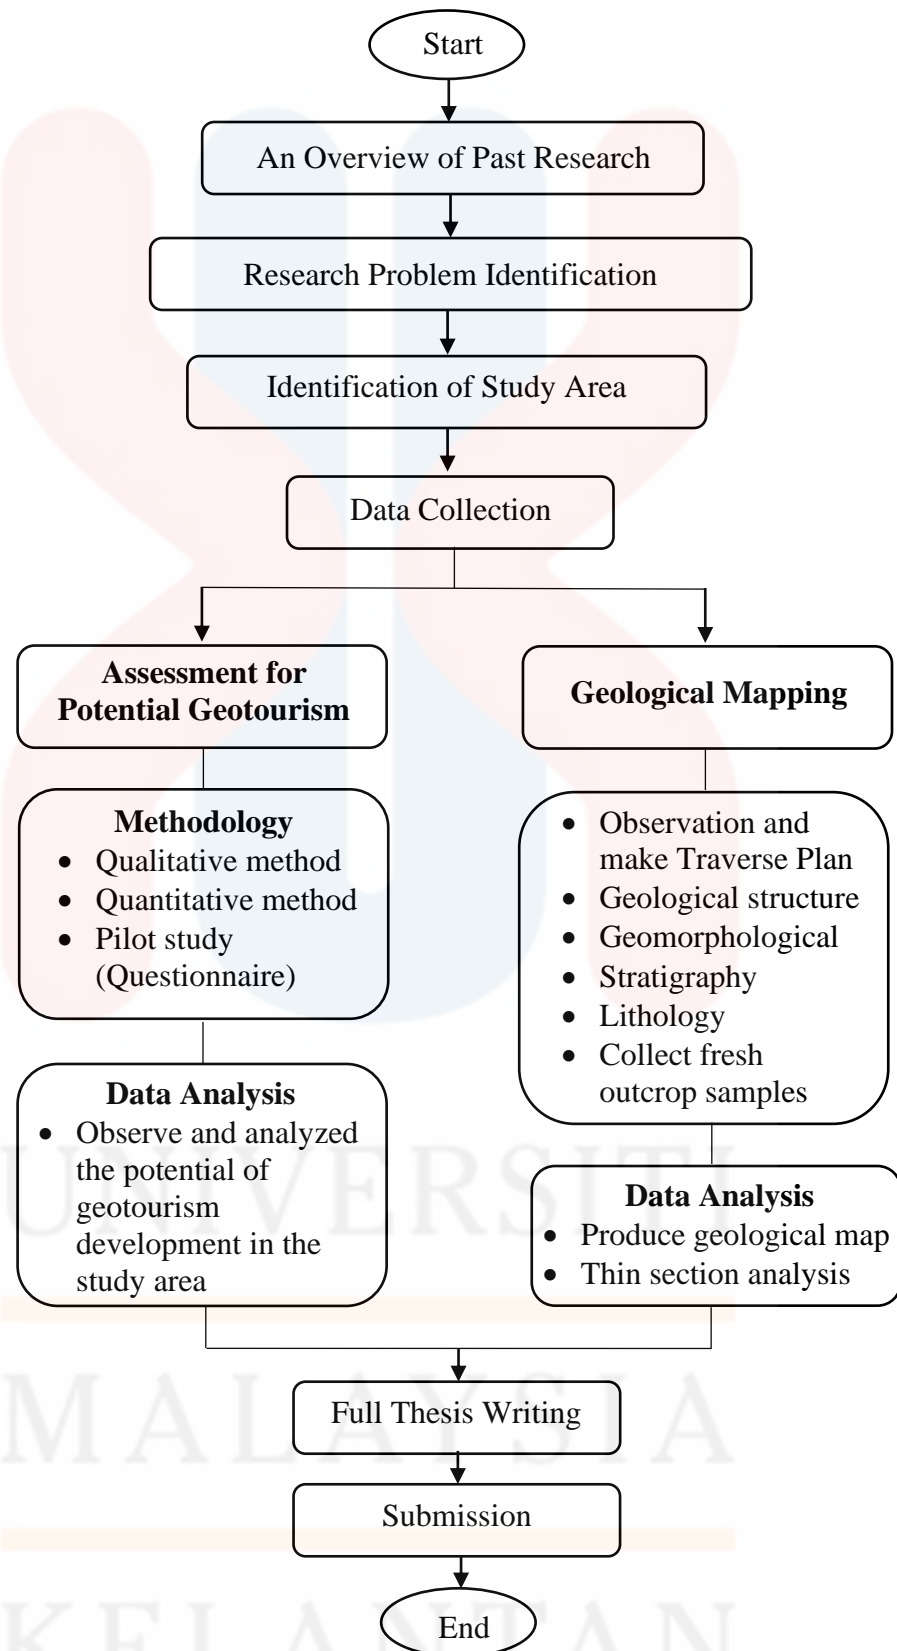 Start
An Overview of Past Research
Research Problem Identification
Identification of Study Area
Data Collection
Assessment for
Potential Geotourism
Methodology
• Qualitative method
• Quantitative method
• Pilot study
(Questionnaire)
Data Analysis
• Observe and analyzed
the potential of
geotourism
development in the
study area
Geological Mapping
• Observation and
make Traverse Plan
• Geological structure
• Geomorphological
• Stratigraphy
• Lithology
• Collect fresh
outcrop samples
Data Analysis
• Produce geological map
• Thin section analysis
Full Thesis Writing
Submission
End
UNIVERSITI
MALAYSIA
KELANTAN